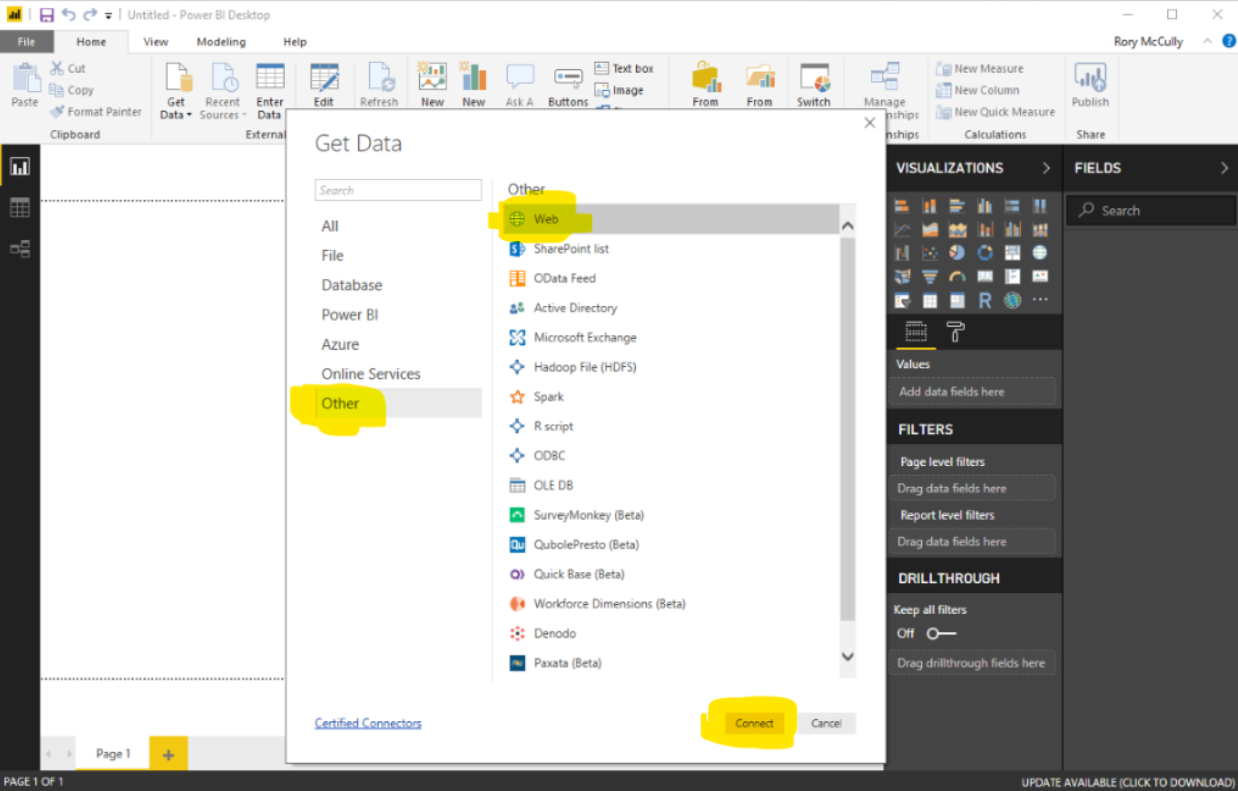 Untitled - Power BI Desktop
File Home View Modeling Help Rory McCully ?
Paste
Cut
Copy
Format Painter
Clipboard
Get Data
Recent Sources
Enter Data
External
Edit
Refresh
New
New
Ask A
Buttons
Text box
Image
From
From
Switch
Manage
nships
nships
New Measure
New Column
New Quick Measure
Calculations
Publish
Share
Get Data
Search
All
File
Database
Power BI
Azure
Online Services
Other
Other
Web
SharePoint list
OData Feed
Active Directory
Microsoft Exchange
Hadoop File (HDFS)
Spark
R script
ODBC
OLE DB
SurveyMonkey (Beta)
QubolePresto (Beta)
Quick Base (Beta)
Workforce Dimensions (Beta)
Denodo
Paxata (Beta)
Certified Connectors
Connect
Cancel
VISUALIZATIONS
R
Values
Add data fields here
FILTERS
Page level filters
Drag data fields here
Report level filters
Drag data fields here
DRILLTHROUGH
Keep all filters
Off
Drag drillthrough fields here
FIELDS
Search
Page 1
PAGE 1 OF 1
UPDATE AVAILABLE (CLICK TO DOWNLOAD)